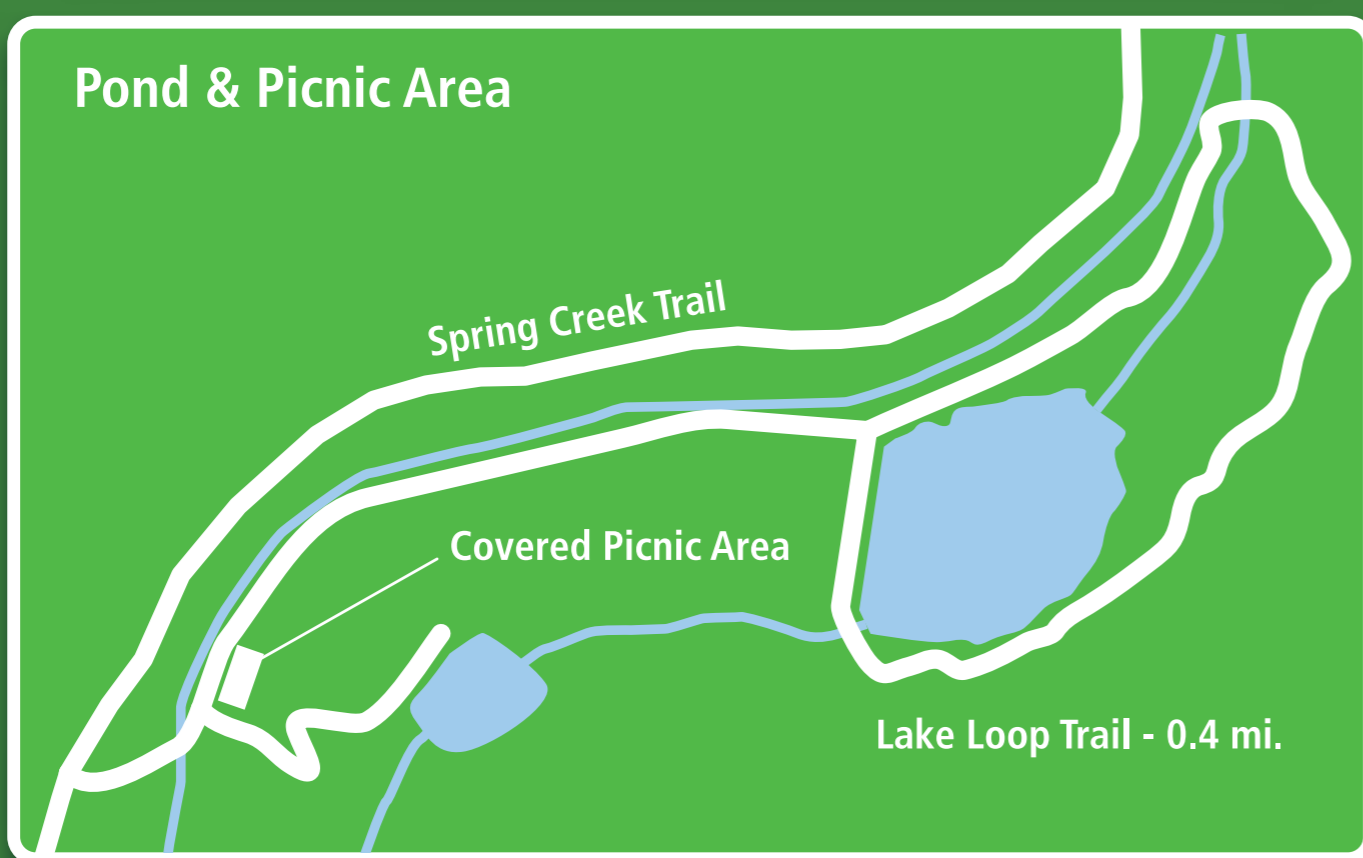 Pond & Picnic Area
Spring Creek Trail
Covered Picnic Area
Lake Loop Trail - 0.4 mi.